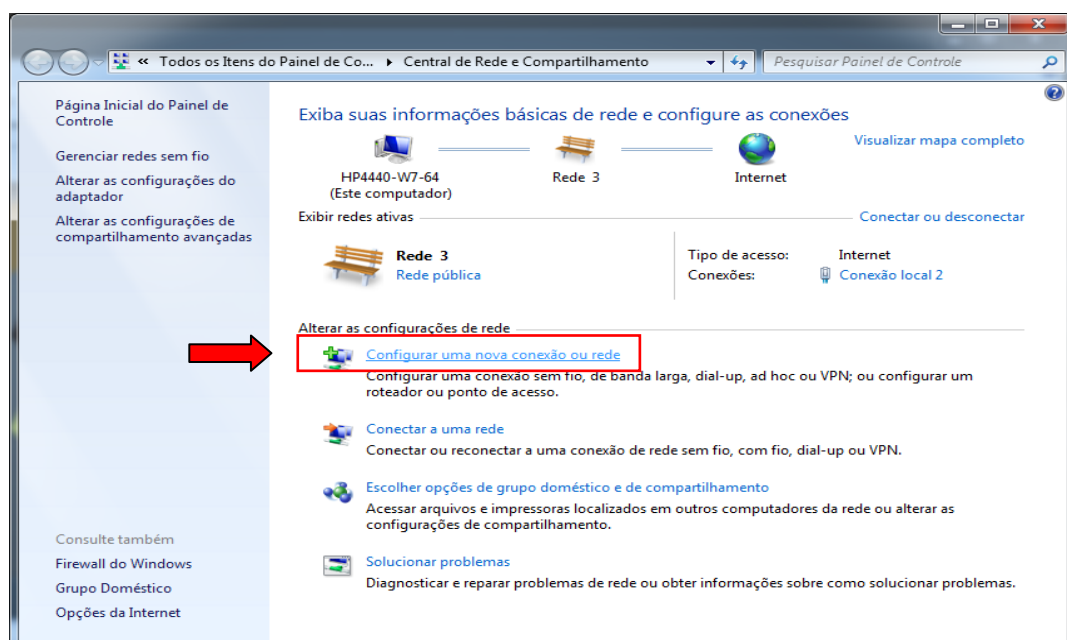 « Todos os Itens do Painel de Co... ▸ Central de Rede e Compartilhamento
Pesquisar Painel de Controle
Página Inicial do Painel de
Controle
Gerenciar redes sem fio
Alterar as configurações do
adaptador
Alterar as configurações de
compartilhamento avançadas
Exiba suas informações básicas de rede e configure as conexões
Visualizar mapa completo
HP4440-W7-64
(Este computador)
Rede 3
Internet
Exibir redes ativas
Conectar ou desconectar
Rede 3
Rede pública
Tipo de acesso: Internet
Conexões: Conexão local 2
Alterar as configurações de rede
Configurar uma nova conexão ou rede
Configurar uma conexão sem fio, de banda larga, dial-up, ad hoc ou VPN; ou configurar um
roteador ou ponto de acesso.
Conectar a uma rede
Conectar ou reconectar a uma conexão de rede sem fio, com fio, dial-up ou VPN.
Escolher opções de grupo doméstico e de compartilhamento
Acessar arquivos e impressoras localizados em outros computadores da rede ou alterar as
configurações de compartilhamento.
Solucionar problemas
Diagnosticar e reparar problemas de rede ou obter informações sobre como solucionar problemas.
Consulte também
Firewall do Windows
Grupo Doméstico
Opções da Internet